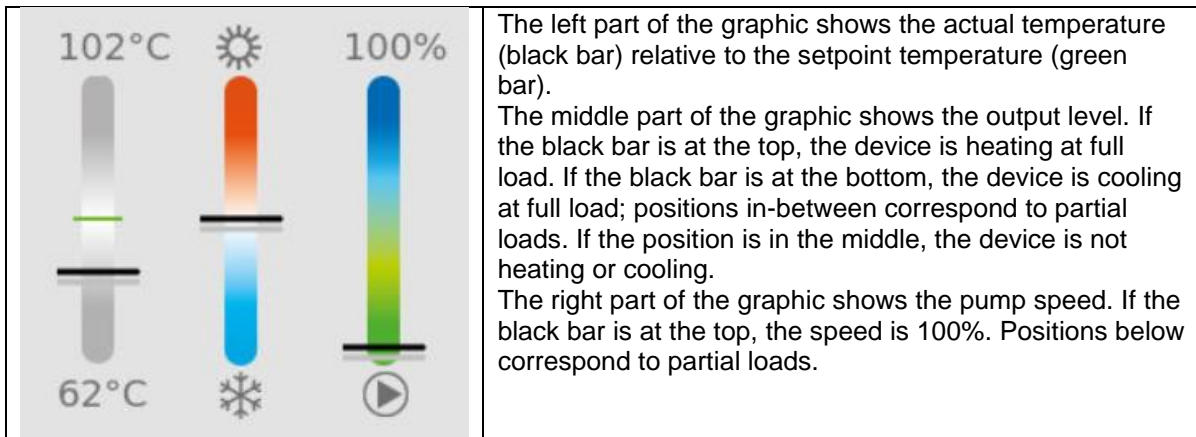 102°C
100%
62°C
The left part of the graphic shows the actual temperature
(black bar) relative to the setpoint temperature (green
bar).
The middle part of the graphic shows the output level. If
the black bar is at the top, the device is heating at full
load. If the black bar is at the bottom, the device is cooling
at full load; positions in-between correspond to partial
loads. If the position is in the middle, the device is not
heating or cooling.
The right part of the graphic shows the pump speed. If the
black bar is at the top, the speed is 100%. Positions below
correspond to partial loads.